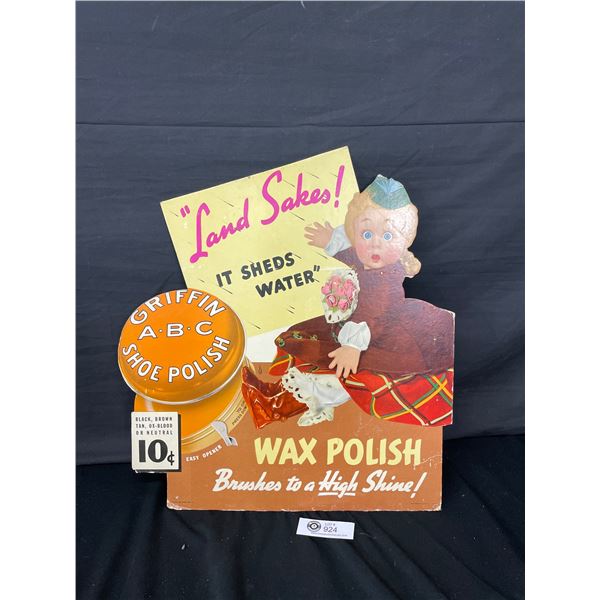 "Land Sakes!
IT SHEDS
WATER"
GRIFFIN
A·B·C
SHOE POLISH
BLACK, BROWN
TAN, OX-BLOOD
OR NEUTRAL
10¢
EASY OPENER
WAX POLISH
Brushes to a High Shine!
LOT #
924